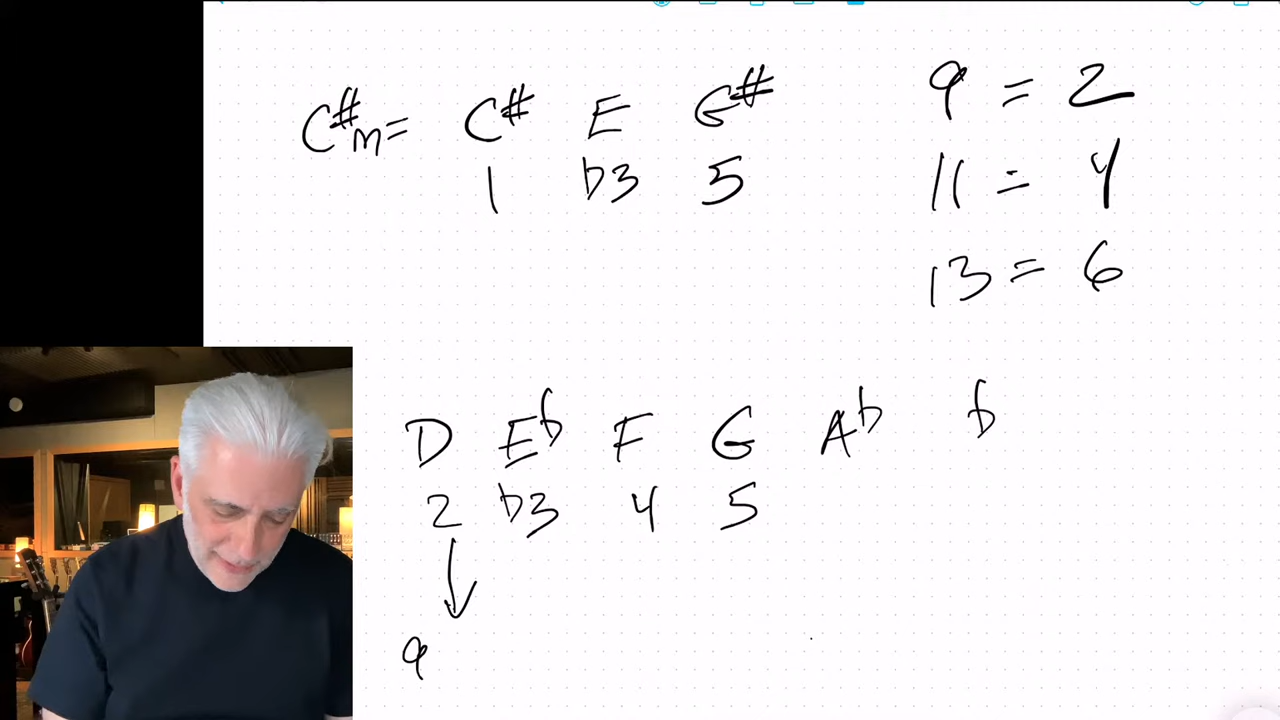 C#m= C# E G# 9 = 2
1 b3 5 11 = 4
13 = 6
D Eb F G Ab b
2 b3 4 5
9